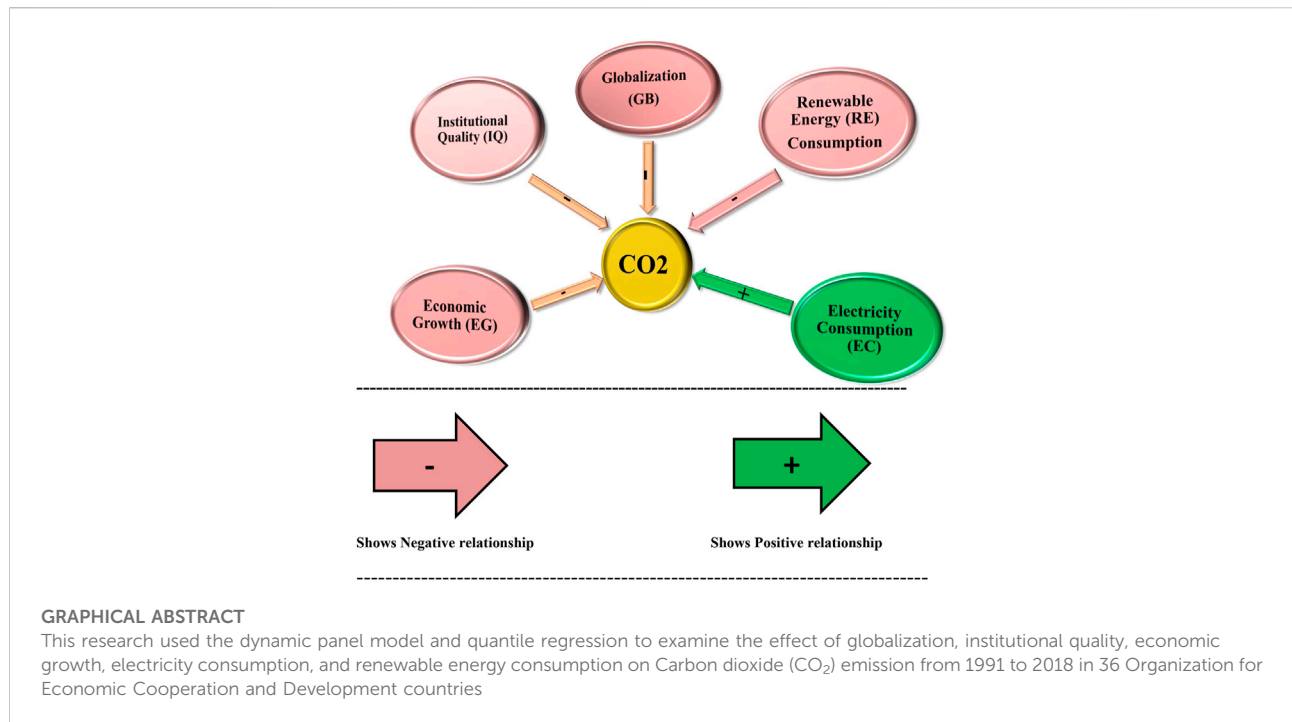 Globalization
(GB)
Institutional
Quality (IQ)
Renewable
Energy (RE)
Consumption
-
-
-
CO2
Economic
Growth (EG)
-
+
Electricity
Consumption
(EC)
-
+
Shows Negative relationship
Shows Positive relationship
GRAPHICAL ABSTRACT
This research used the dynamic panel model and quantile regression to examine the effect of globalization, institutional quality, economic
growth, electricity consumption, and renewable energy consumption on Carbon dioxide (CO₂) emission from 1991 to 2018 in 36 Organization for
Economic Cooperation and Development countries